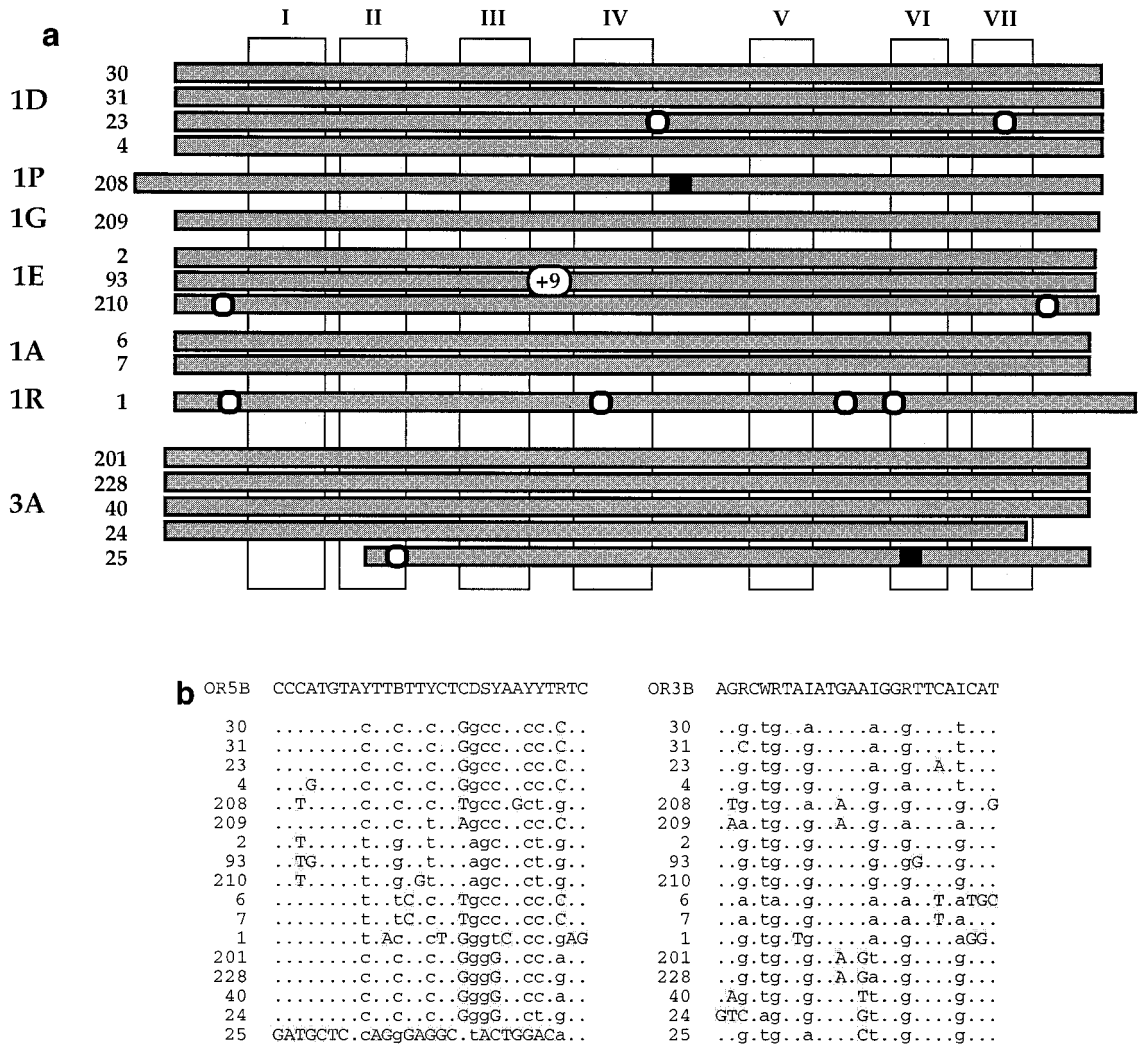 a
I II III IV V VI VII
1D
30
31
23
4
1P 208
1G 209
1E
2
93 +9
210
1A
6
7
1R 1
3A
201
228
40
24
25
b
OR5B CCCATGTAYTTBTTYCTCDSYAAYYTRTC OR3B AGRCWRTAIATGAAIGGRTTCAICAT
30 ........c..c..c..Ggcc..cc.C.. 30 ..g.tg..a.....a..g....t...
31 ........c..c..c..Ggcc..cc.C.. 31 ..C.tg..g.....a..g....t...
23 ........c..c..c..Ggcc..cc.C.. 23 ..g.tg..g.....a..g..A.t...
4 ...G....c..c..c..Ggcc..cc.C.. 4 ..g.tg..g.....a..a....t...
208 ..T.....c..c..c..Tgcc.Gct.g.. 208 .Tg.tg..a..A..g..g....g..G
209 ........c..c..t..Agcc..cc.C.. 209 .Aa.tg..g..A..g..a....a...
2 ..T.....t..g..t...agc..ct.g.. 2 ..g.tg..g.....g..g....g...
93 ..TG....t..g..t...agc..ct.g.. 93 ..g.tg..g.....g..gG...g...
210 ..T.....t..g.Gt...agc..ct.g.. 210 ..g.tg..g.....g..g....g...
6 ........t..tC.c..Tgcc..cc.C.. 6 ..a.ta..g.....a..a..T.aTGC
7 ........t..tC.c..Tgcc..cc.C.. 7 ..a.tg..g.....a..a..T.a...
1 ........t.Ac..cT.GggtC.cc.gAG 1 ..g.tg.Tg.....a..g....aGG.
201 ........c..c..c..GggG..cc.a.. 201 ..g.tg..g..A.Gt..g....g...
228 ........c..c..c..GggG..cc.g.. 228 ..g.tg..g..A.Ga..g....g...
40 ........c..c..c..GggG..cc.a.. 40 .Ag.tg..g....Tt..g....g...
24 ........c..c..c..GggG..ct.g.. 24 GTC.ag..g....Gt..g....g...
25 GATGCTC.cAGgGAGGC.tACTGGACa.. 25 ..g.tg..a....Ct..g....g...